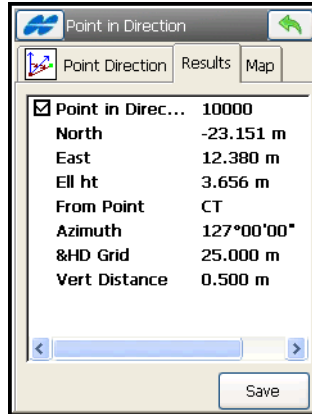 Point in Direction
Point Direction Results Map
Point in Direc... 10000
North -23.151 m
East 12.380 m
Ell ht 3.656 m
From Point CT
Azimuth 127°00'00"
&HD Grid 25.000 m
Vert Distance 0.500 m
Save